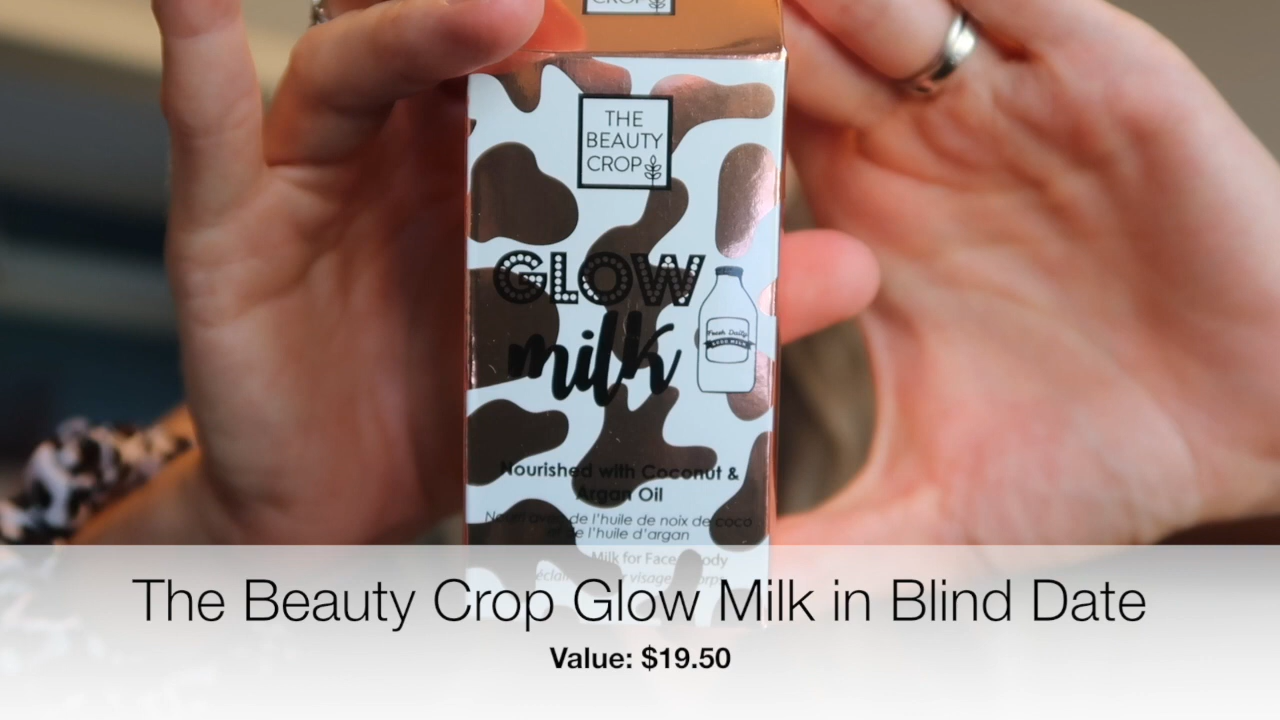 CROP
THE
BEAUTY
CROP
GLOW
milk
Fresh Daily
Nourished with Coconut &
Argan Oil
de l'huile de noix de coco
de l'huile d'argan
Milk for Face
visage
The Beauty Crop Glow Milk in Blind Date
Value: $19.50